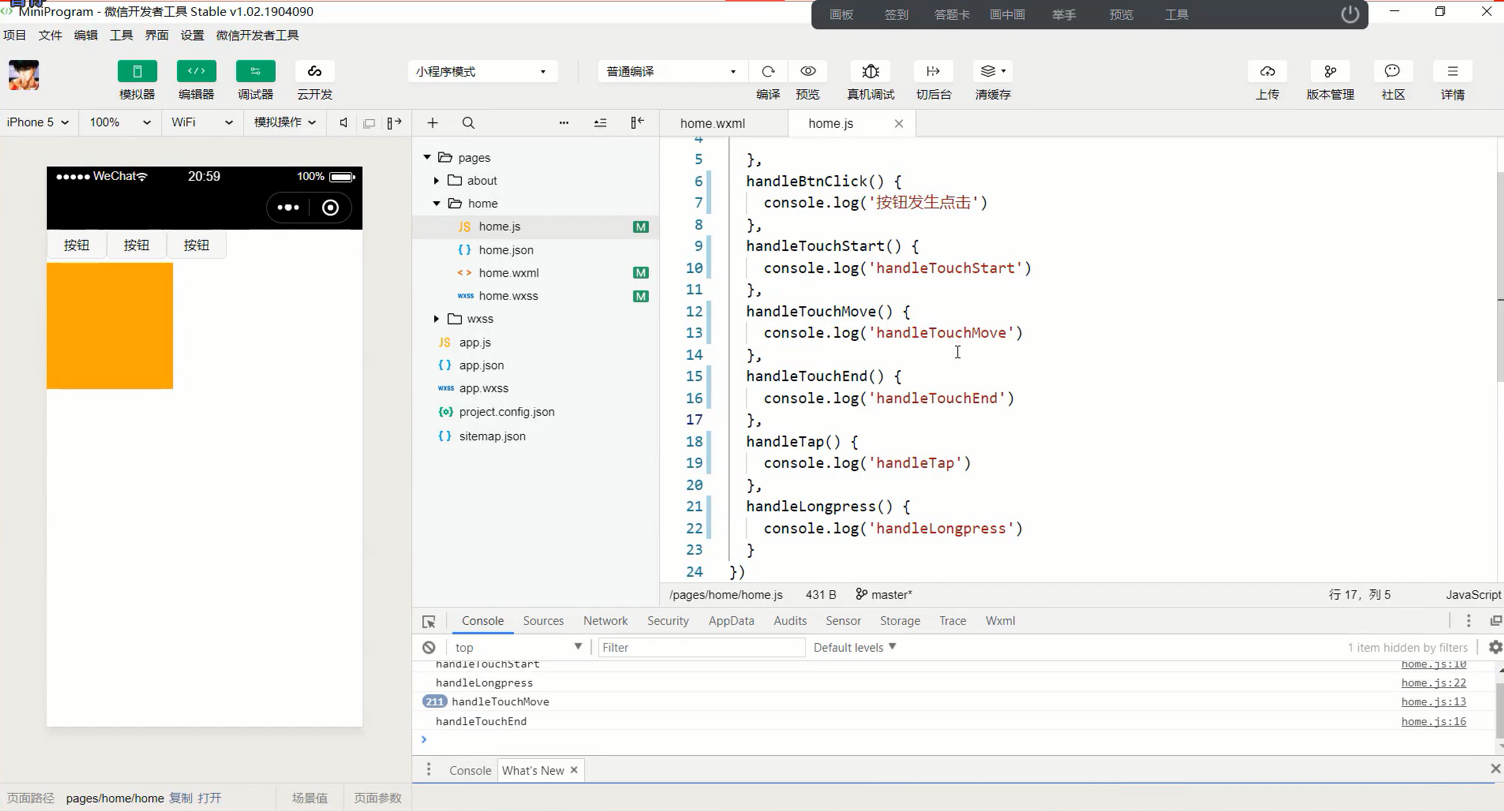 MiniProgram - 微信开发者工具 Stable v1.02.1904090
画板 签到 答题卡 画中画 举手 预览 工具
项目 文件 编辑 工具 界面 设置 微信开发者工具
小程序模式 普通编译
模拟器 编辑器 调试器 云开发 编译 预览 真机调试 切后台 清缓存 上传 版本管理 社区 详情
iPhone 5 100% WiFi 模拟操作
home.wxml home.js
WeChat 20:59 100%
按钮 按钮 按钮
pages
about
home
JS home.js M
{ } home.json
< > home.wxml M
wxss home.wxss M
wxss
JS app.js
{ } app.json
wxss app.wxss
{o} project.config.json
{ } sitemap.json
4
5 },
6 handleBtnClick() {
7 console.log('按钮发生点击')
8 },
9 handleTouchStart() {
10 console.log('handleTouchStart')
11 },
12 handleTouchMove() {
13 console.log('handleTouchMove')
14 },
15 handleTouchEnd() {
16 console.log('handleTouchEnd')
17 },
18 handleTap() {
19 console.log('handleTap')
20 },
21 handleLongpress() {
22 console.log('handleLongpress')
23 }
24 })
/pages/home/home.js 431 B master* 行 17，列 5 JavaScript
Console Sources Network Security AppData Audits Sensor Storage Trace Wxml
top Filter Default levels 1 item hidden by filters
handleTouchStart home.js:10
handleLongpress home.js:22
211 handleTouchMove home.js:13
handleTouchEnd home.js:16
Console What's New
页面路径 pages/home/home 复制 打开 场景值 页面参数